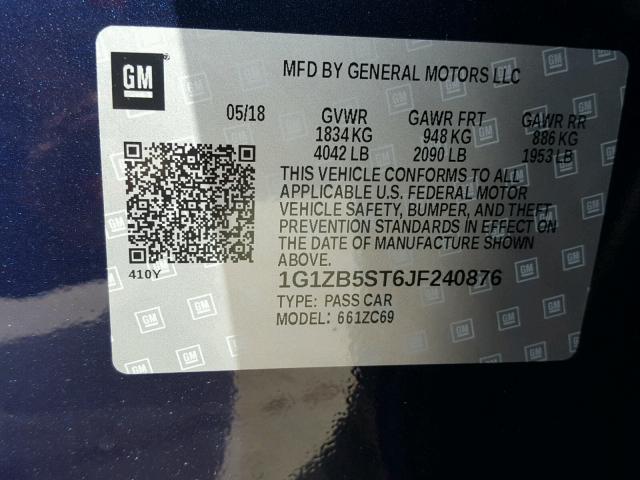 GM
MFD BY GENERAL MOTORS LLC
05/18 GVWR GAWR FRT GAWR RR
1834 KG 948 KG 886 KG
4042 LB 2090 LB 1953 LB
THIS VEHICLE CONFORMS TO ALL
APPLICABLE U.S. FEDERAL MOTOR
VEHICLE SAFETY, BUMPER, AND THEFT
PREVENTION STANDARDS IN EFFECT ON
THE DATE OF MANUFACTURE SHOWN
ABOVE.
410Y
1G1ZB5ST6JF240876
TYPE: PASS CAR
MODEL: 661ZC69